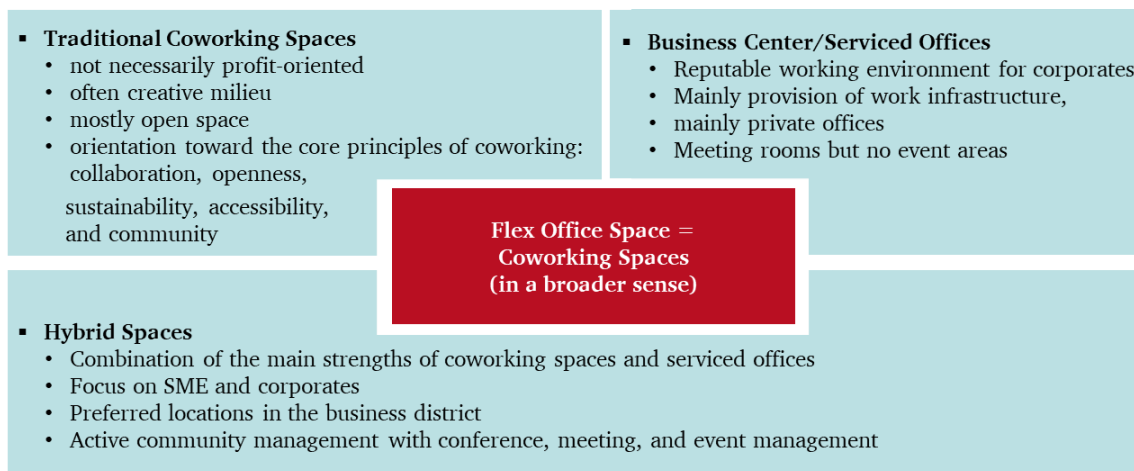 ▪ Traditional Coworking Spaces
• not necessarily profit-oriented
• often creative milieu
• mostly open space
• orientation toward the core principles of coworking:
collaboration, openness,
sustainability, accessibility,
and community
▪ Business Center/Serviced Offices
• Reputable working environment for corporates
• Mainly provision of work infrastructure,
• mainly private offices
• Meeting rooms but no event areas
Flex Office Space =
Coworking Spaces
(in a broader sense)
▪ Hybrid Spaces
• Combination of the main strengths of coworking spaces and serviced offices
• Focus on SME and corporates
• Preferred locations in the business district
• Active community management with conference, meeting, and event management